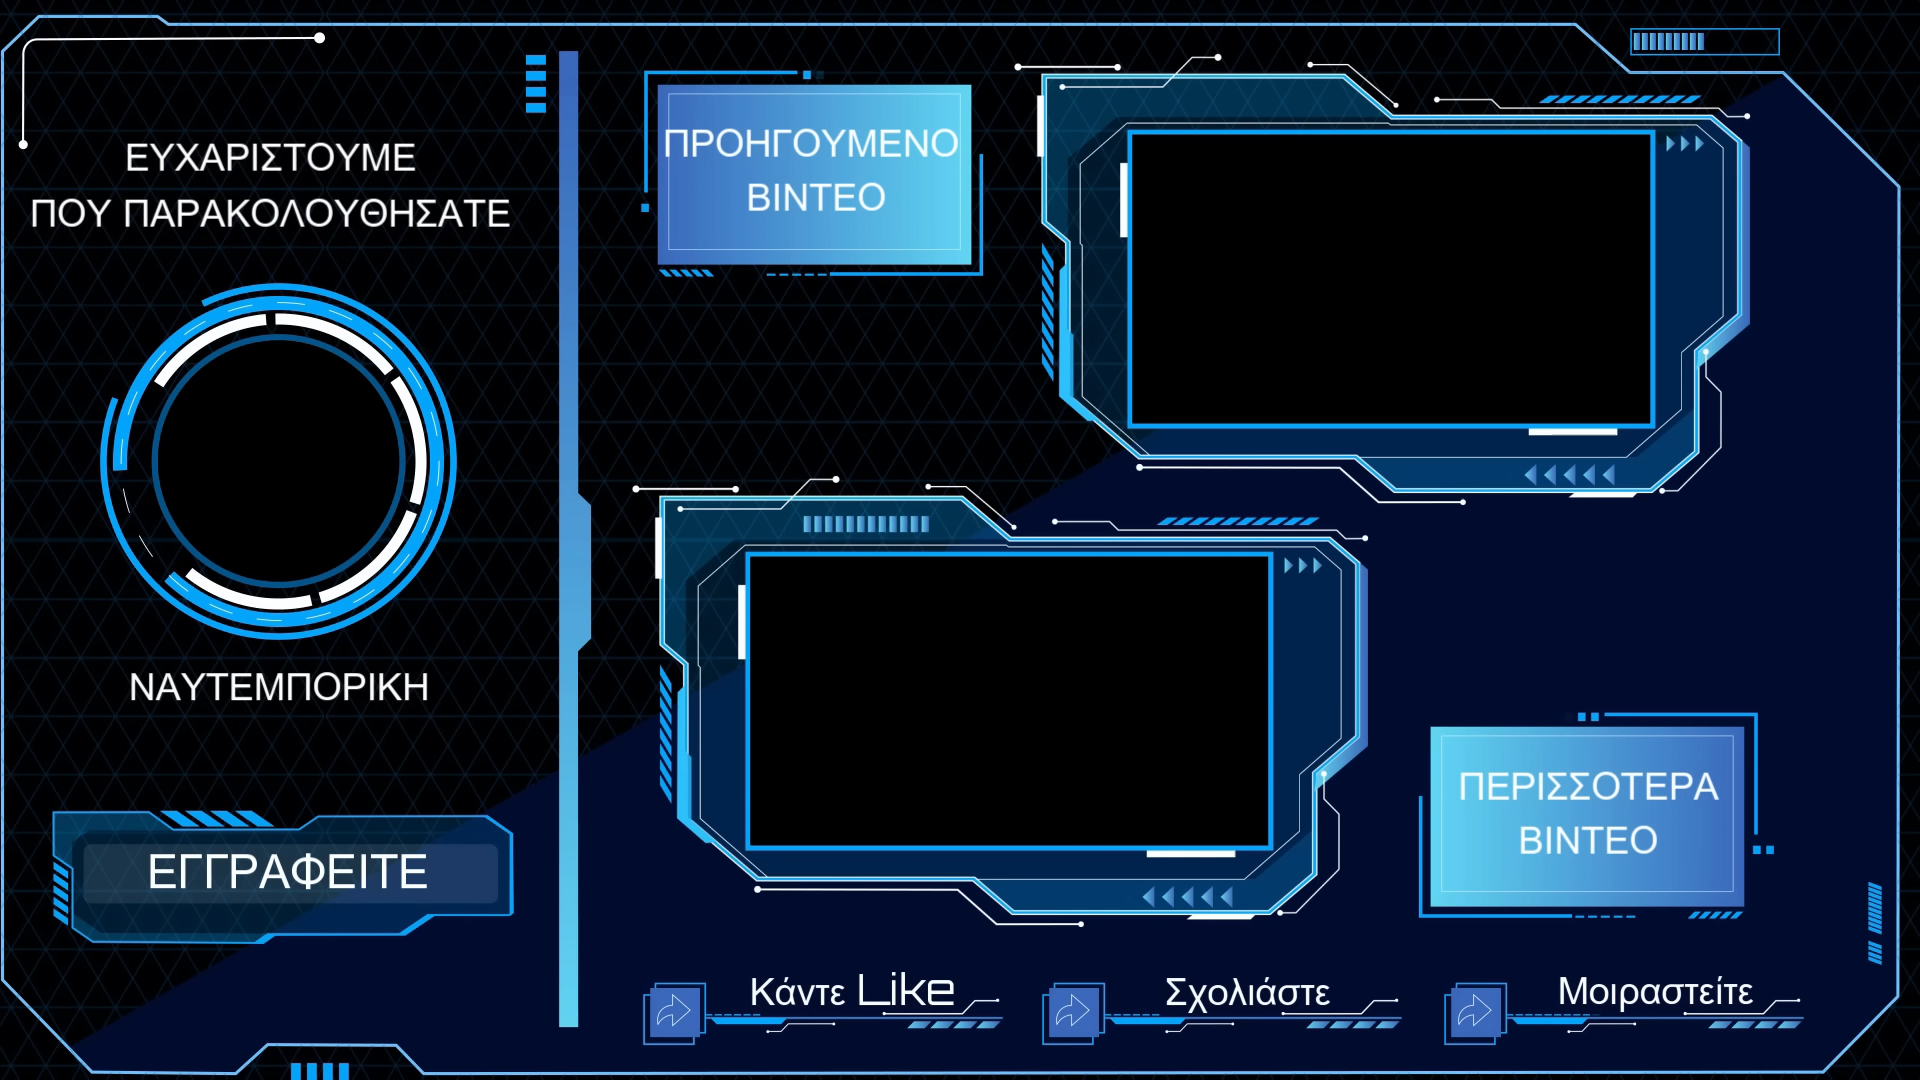 ΕΥΧΑΡΙΣΤΟΥΜΕ
ΠΟΥ ΠΑΡΑΚΟΛΟΥΘΗΣΑΤΕ
ΝΑΥΤΕΜΠΟΡΙΚΗ
ΕΓΓΡΑΦΕΙΤΕ
ΠΡΟΗΓΟΥΜΕΝΟ
ΒΙΝΤΕΟ
ΠΕΡΙΣΣΟΤΕΡΑ
ΒΙΝΤΕΟ
Κάντε Like
Σχολιάστε
Μοιραστείτε